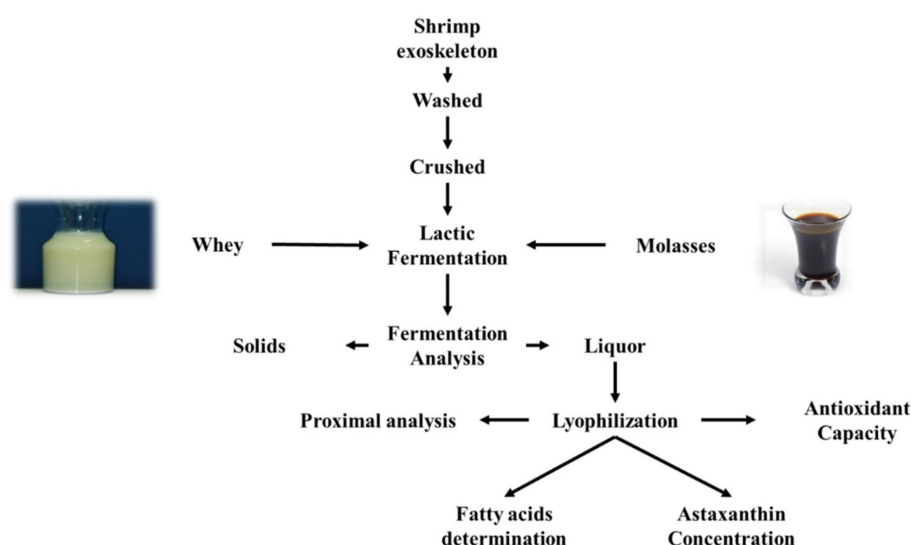 Shrimp
exoskeleton
Washed
Crushed
Whey
Lactic
Fermentation
Molasses
Solids
Fermentation
Analysis
Liquor
Proximal analysis
Lyophilization
Antioxidant
Capacity
Fatty acids
determination
Astaxanthin
Concentration